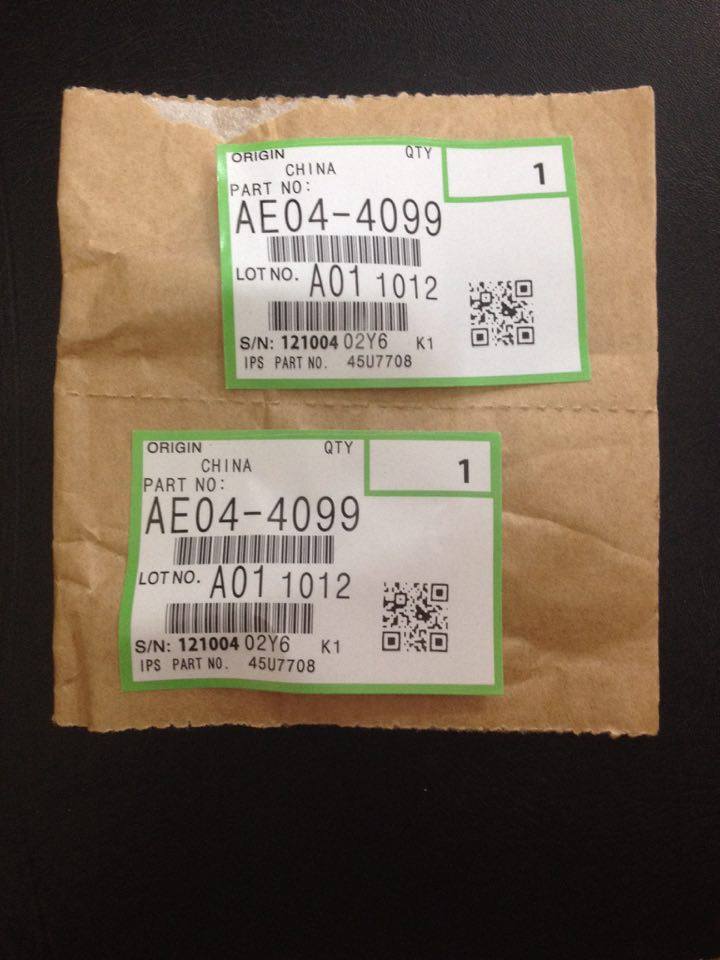 ORIGIN QTY
CHINA 1
PART NO:
AE04-4099
LOT NO. A01 1012
S/N: 121004 02Y6 K1
IPS PART NO. 45U7708
ORIGIN QTY
CHINA 1
PART NO:
AE04-4099
LOT NO. A01 1012
S/N: 121004 02Y6 K1
IPS PART NO. 45U7708